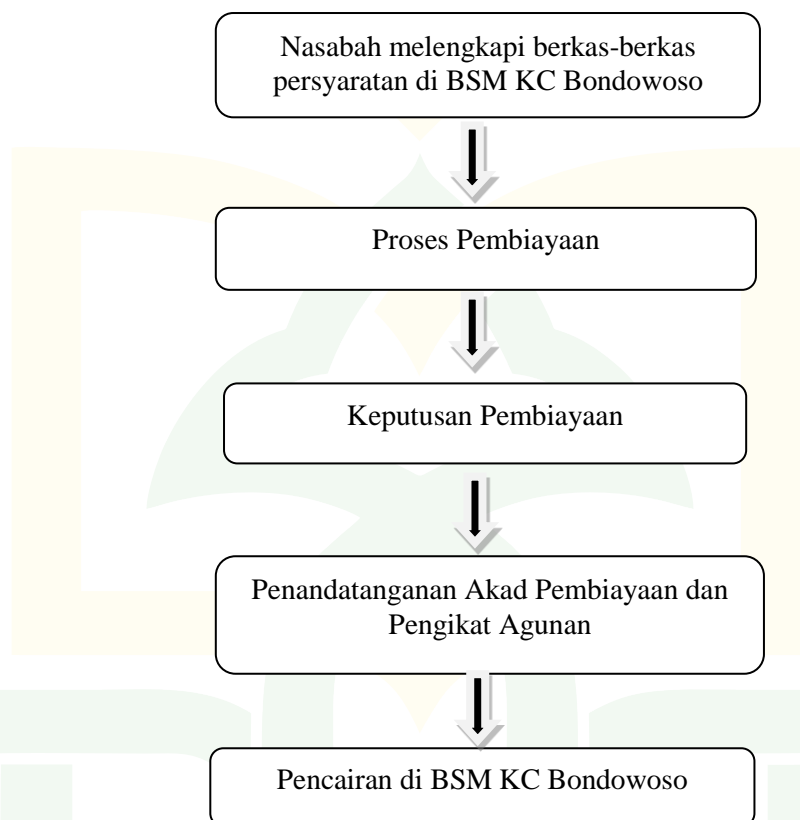 Nasabah melengkapi berkas-berkas
persyaratan di BSM KC Bondowoso
Proses Pembiayaan
Keputusan Pembiayaan
Penandatanganan Akad Pembiayaan dan
Pengikat Agunan
Pencairan di BSM KC Bondowoso